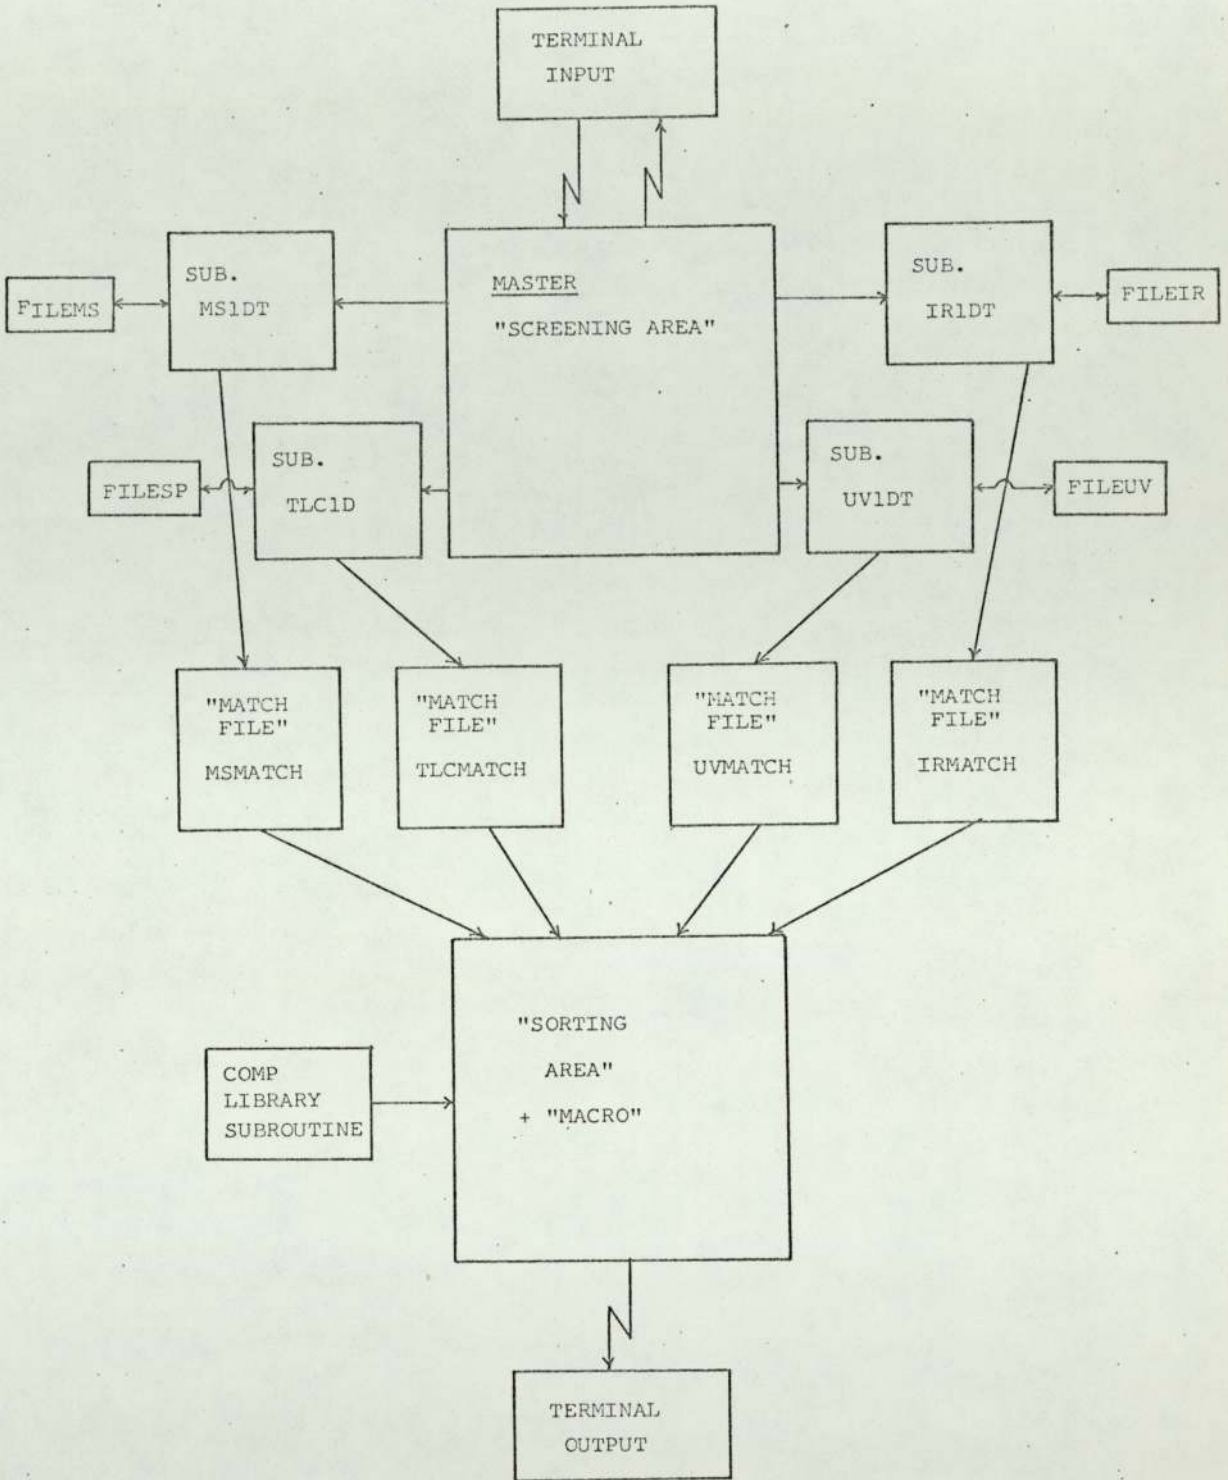 TERMINAL
INPUT
SUB.
MS1DT
FILEMS
MASTER
"SCREENING AREA"
SUB.
IR1DT
FILEIR
SUB.
TLC1D
FILESP
SUB.
UV1DT
FILEUV
"MATCH
FILE"
MSMATCH
"MATCH
FILE"
TLCMATCH
"MATCH
FILE"
UVMATCH
"MATCH
FILE"
IRMATCH
"SORTING
AREA"
+ "MACRO"
COMP
LIBRARY
SUBROUTINE
TERMINAL
OUTPUT